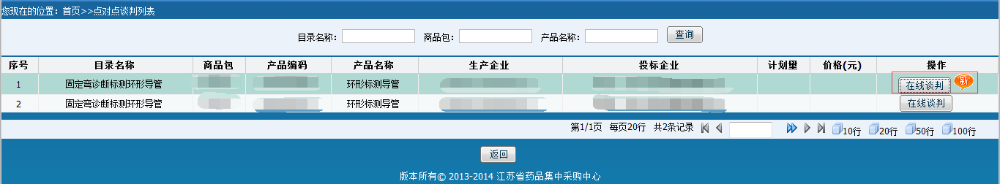 您现在的位置：首页>>点对点谈判列表
目录名称： 商品包： 产品名称： 查询
序号 目录名称 商品包 产品编码 产品名称 生产企业 投标企业 计划量 价格(元) 操作
1 固定弯诊断标测环形导管 环形标测导管 在线谈判 新
2 固定弯诊断标测环形导管 环形标测导管 在线谈判
第1/1页 每页20行 共2条记录 10行 20行 50行 100行
返回
版本所有© 2013-2014 江苏省药品集中采购中心